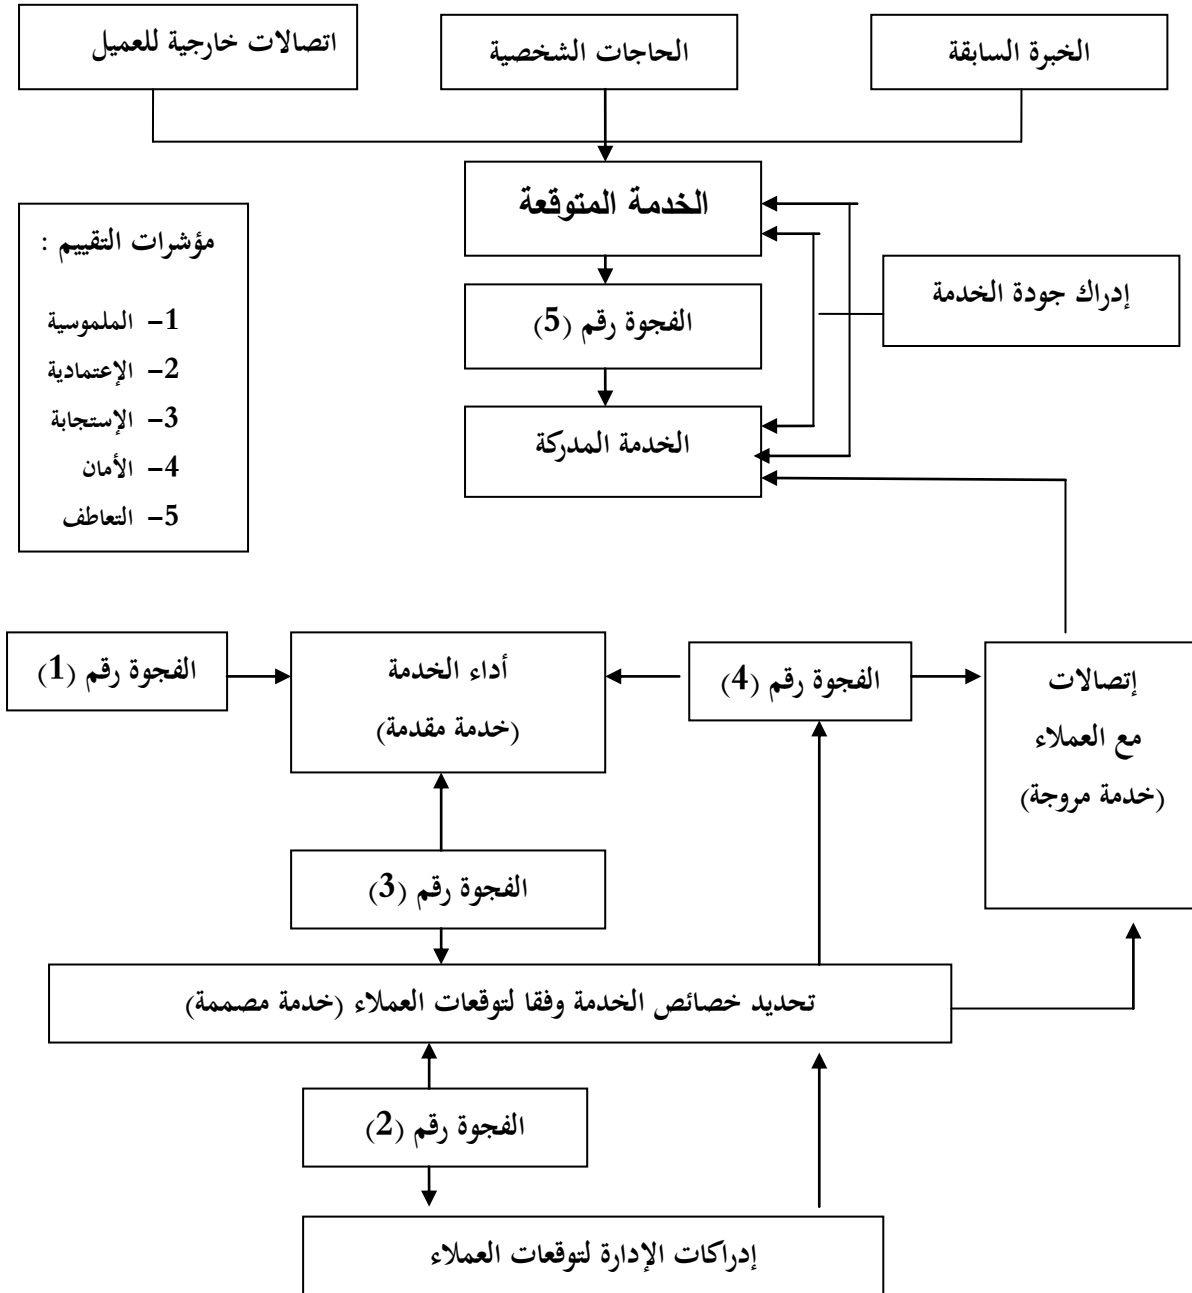 الخبرة السابقة
الحاجات الشخصية
اتصالات خارجية للعميل
الخدمة المتوقعة
مؤشرات التقييم :
1– الملموسية
2– الإعتمادية
3– الإستجابة
4– الأمان
5– التعاطف
إدراك جودة الخدمة
الفجوة رقم (5)
الخدمة المدركة
إتصالات
مع العملاء
(خدمة مروجة)
الفجوة رقم (4)
أداء الخدمة
(خدمة مقدمة)
الفجوة رقم (1)
الفجوة رقم (3)
تحديد خصائص الخدمة وفقا لتوقعات العملاء (خدمة مصممة)
الفجوة رقم (2)
إدراكات الإدارة لتوقعات العملاء